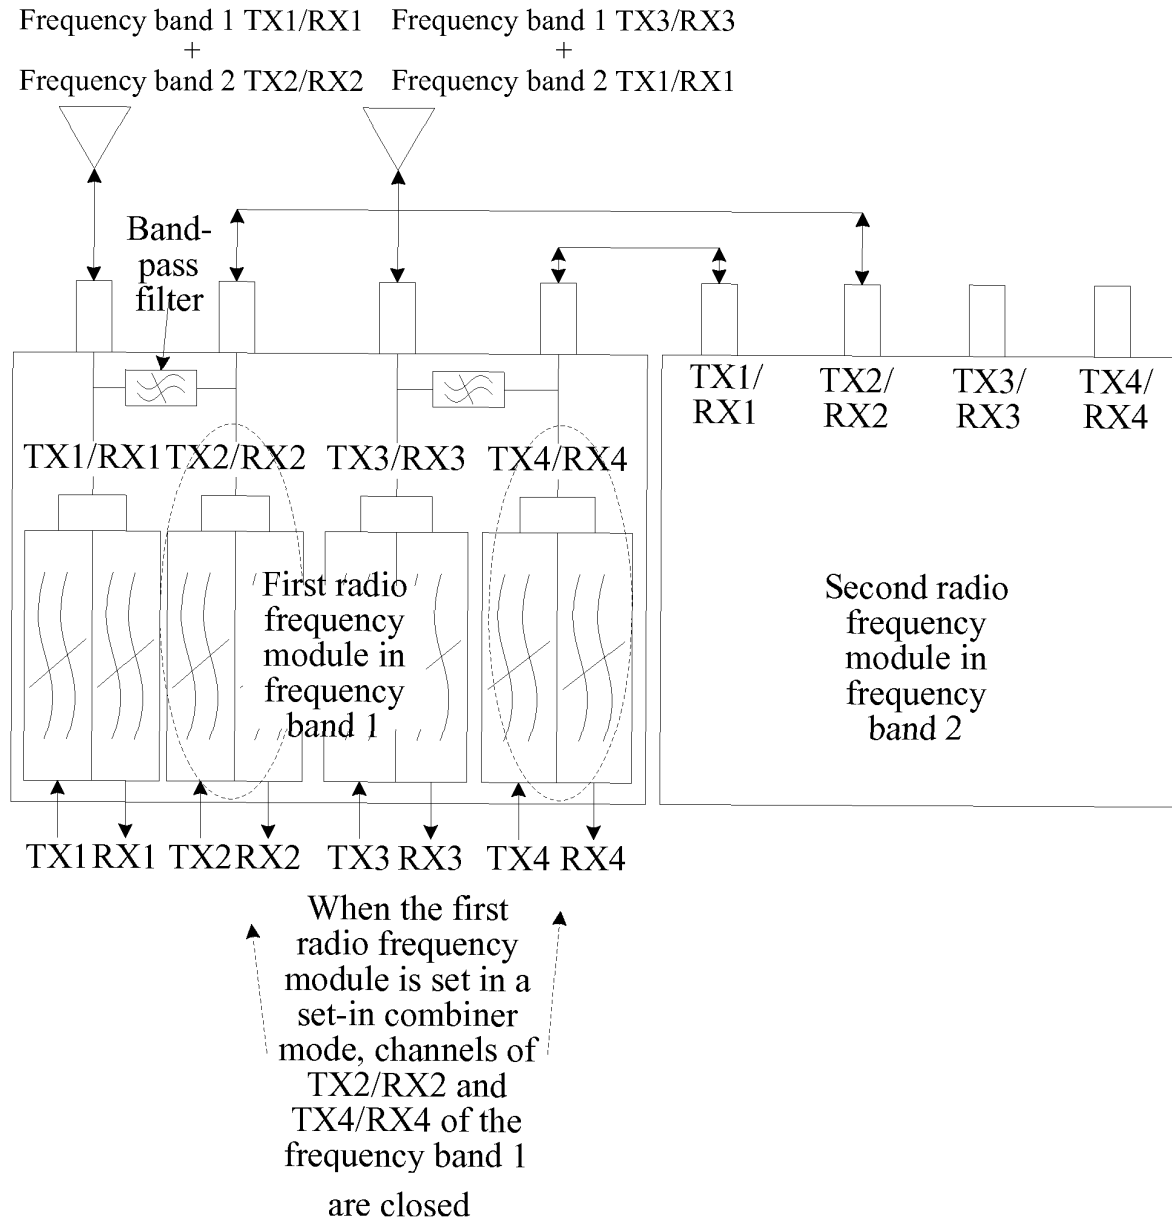 Frequency band 1 TX1/RX1
+
Frequency band 2 TX2/RX2
Frequency band 1 TX3/RX3
+
Frequency band 2 TX1/RX1
Band-
pass
filter
TX1/
RX1
TX2/
RX2
TX3/
RX3
TX4/
RX4
TX1/RX1
TX2/RX2
TX3/RX3
TX4/RX4
First radio
frequency
module in
frequency
band 1
Second radio
frequency
module in
frequency
band 2
TX1 RX1 TX2 RX2 TX3 RX3 TX4 RX4
When the first
radio frequency
module is set in a
set-in combiner
mode, channels of
TX2/RX2 and
TX4/RX4 of the
frequency band 1
are closed